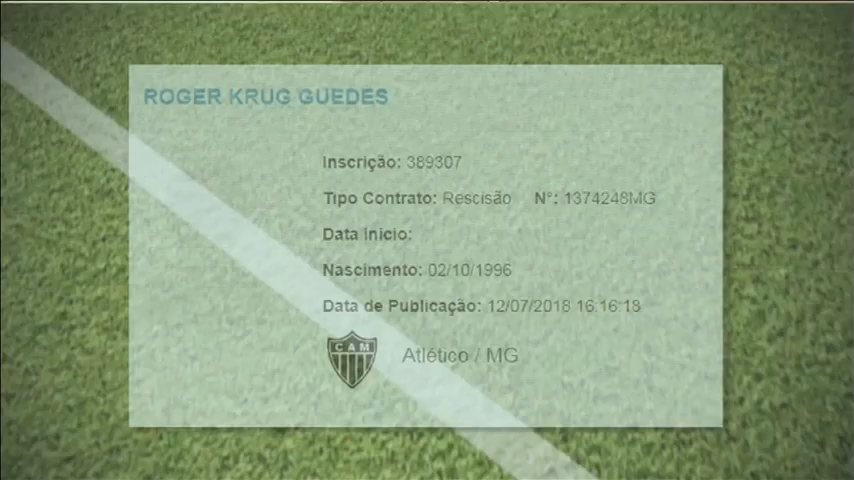 ROGER KRUG GUEDES
Inscrição: 389307
Tipo Contrato: Rescisão N°: 1374248MG
Data início:
Nascimento: 02/10/1996
Data de Publicação: 12/07/2018 16:16:18
CAM
Atlético / MG